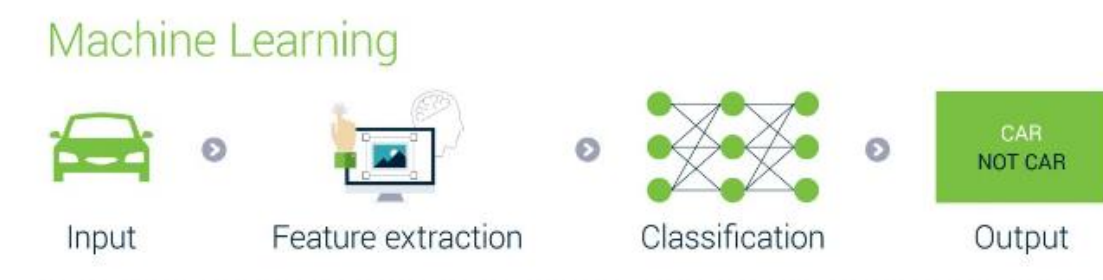 Machine Learning
CAR
NOT CAR
Input
Feature extraction
Classification
Output